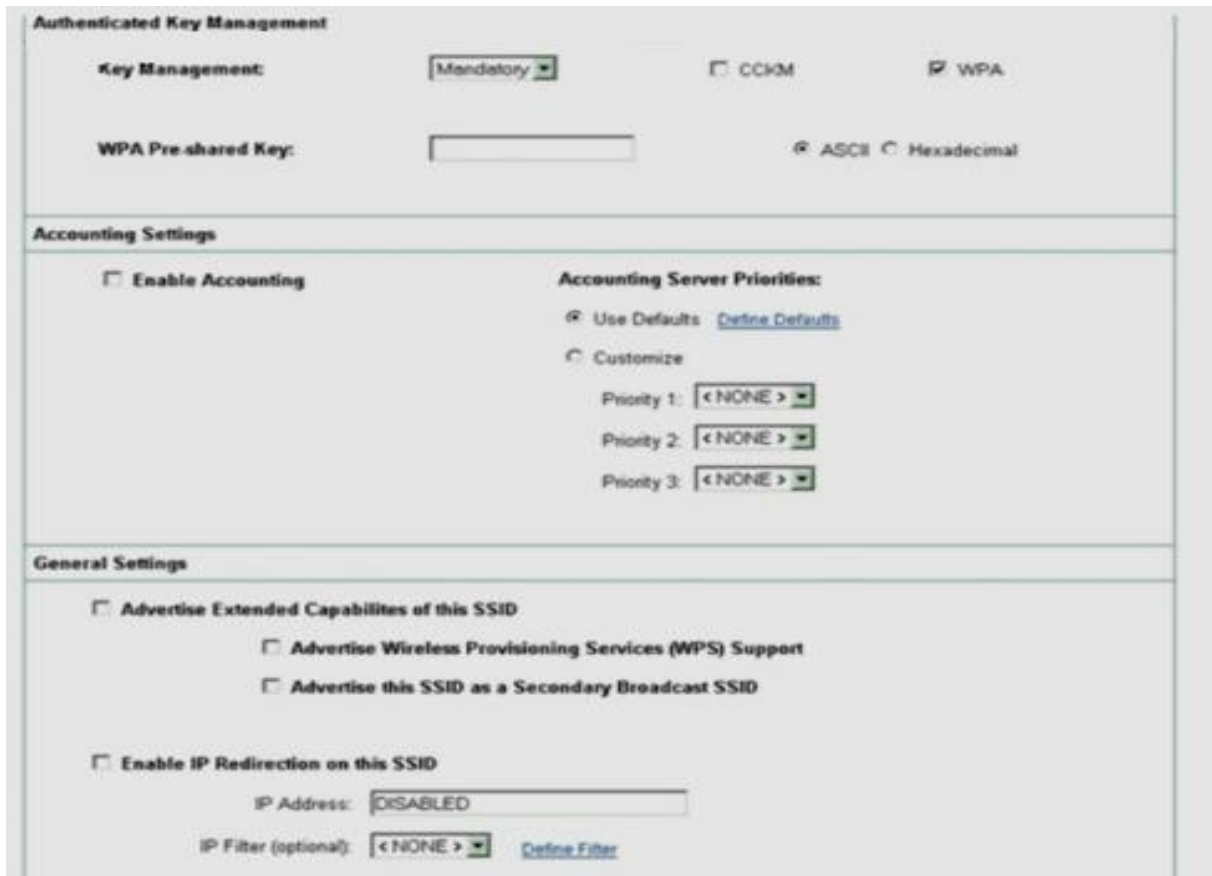 Authenticated Key Management
Key Management: Mandatory CCKM WPA
WPA Pre-shared Key: ASCII Hexadecimal
Accounting Settings
Enable Accounting Accounting Server Priorities:
Use Defaults Define Defaults
Customize
Priority 1: < NONE >
Priority 2: < NONE >
Priority 3: < NONE >
General Settings
Advertise Extended Capabilites of this SSID
Advertise Wireless Provisioning Services (WPS) Support
Advertise this SSID as a Secondary Broadcast SSID
Enable IP Redirection on this SSID
IP Address: DISABLED
IP Filter (optional): < NONE > Define Filter